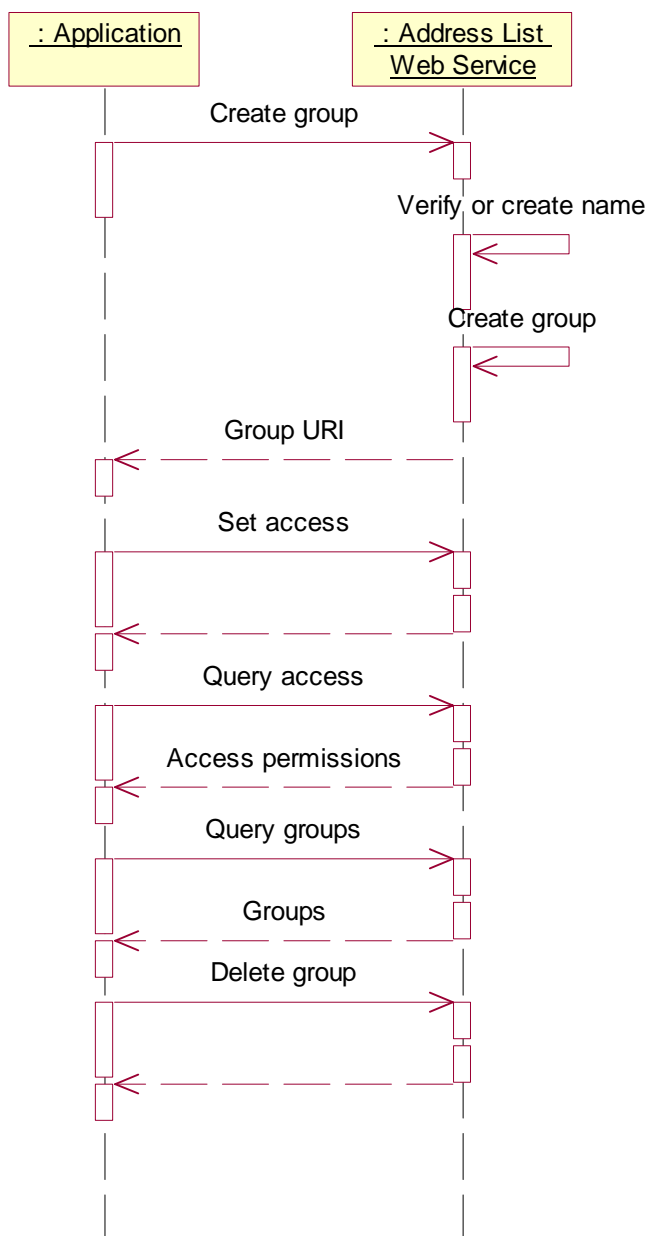 : Application
: Address List
Web Service
Create group
Verify or create name
Create group
Group URI
Set access
Query access
Access permissions
Query groups
Groups
Delete group